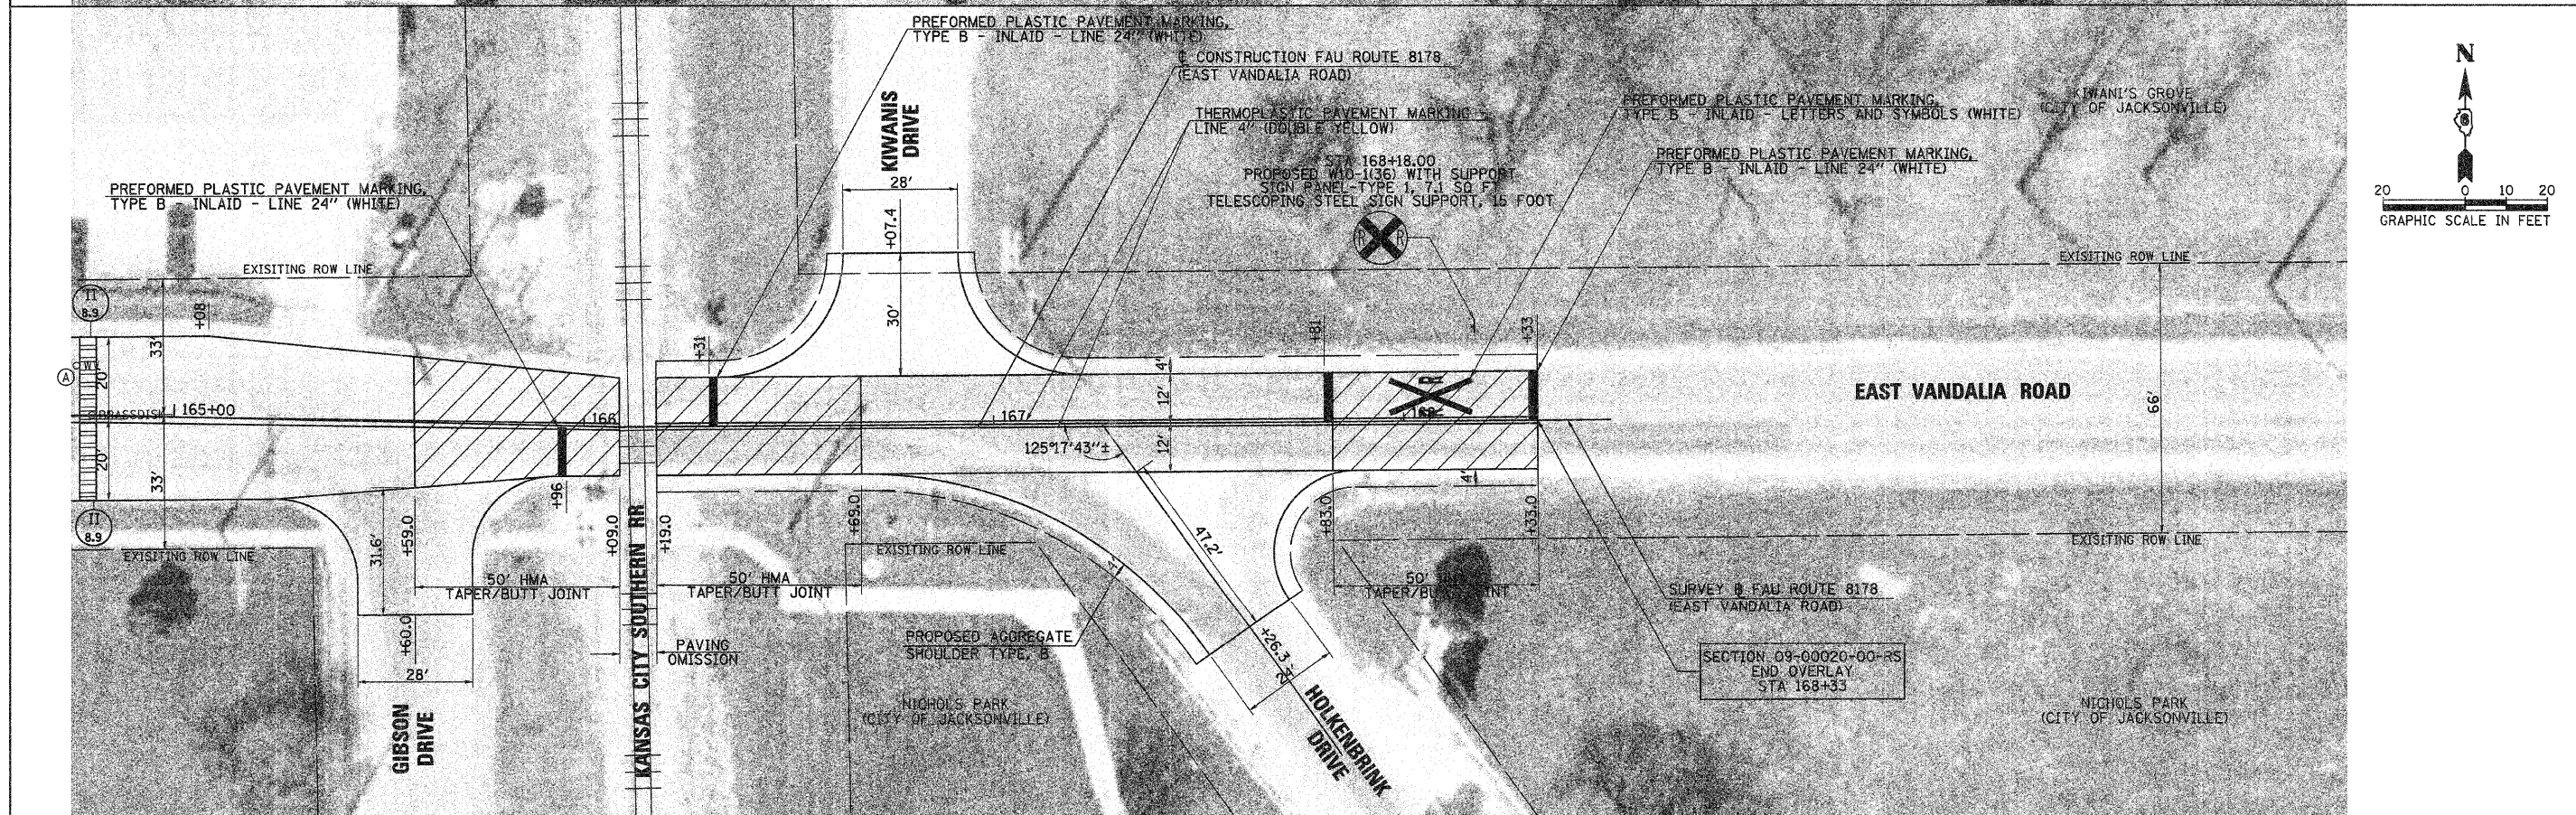 PREFORMED PLASTIC PAVEMENT MARKING,
TYPE B - INLAID - LINE 24" (WHITE)
℄ CONSTRUCTION FAU ROUTE 8178
(EAST VANDALIA ROAD)
THERMOPLASTIC PAVEMENT MARKING -
LINE 4" (DOUBLE YELLOW)
STA 168+18.00
PROPOSED W10-1(36) WITH SUPPORT
SIGN PANEL-TYPE 1, 7.1 SQ FT
TELESCOPING STEEL SIGN SUPPORT, 15 FOOT
R R
PREFORMED PLASTIC PAVEMENT MARKING,
TYPE B - INLAID - LETTERS AND SYMBOLS (WHITE)
KIWANI'S GROVE
(CITY OF JACKSONVILLE)
PREFORMED PLASTIC PAVEMENT MARKING,
TYPE B - INLAID - LINE 24" (WHITE)
N
20 0 10 20
GRAPHIC SCALE IN FEET
PREFORMED PLASTIC PAVEMENT MARKING,
TYPE B - INLAID - LINE 24" (WHITE)
KIWANIS
DRIVE
28'
+07.4
30'
EXISITING ROW LINE
EXISITING ROW LINE
II
8.9
+08
33'
+31
+81
+33
4'
A
20'
12'
R
EAST VANDALIA ROAD
66'
165+00
166
167
168
20'
33'
12'
125°17'43"±
4'
II
8.9
+96
31.6'
+59.0
+09.0
+19.0
+69.0
47.2'
+83.0
+33.0
EXISITING ROW LINE
EXISITING ROW LINE
EXISITING ROW LINE
50' HMA
TAPER/BUTT JOINT
50' HMA
TAPER/BUTT JOINT
4'
50'
SURVEY ℄ FAU ROUTE 8178
(EAST VANDALIA ROAD)
+60.0
28'
PAVING
OMISSION
PROPOSED AGGREGATE
SHOULDER TYPE, B
+26.3
SECTION 09-00020-00-RS
END OVERLAY
STA 168+33
GIBSON
DRIVE
KANSAS CITY SOUTHERN RR
NICHOLS PARK
(CITY OF JACKSONVILLE)
HOLKENBRINK
DRIVE
NICHOLS PARK
(CITY OF JACKSONVILLE)